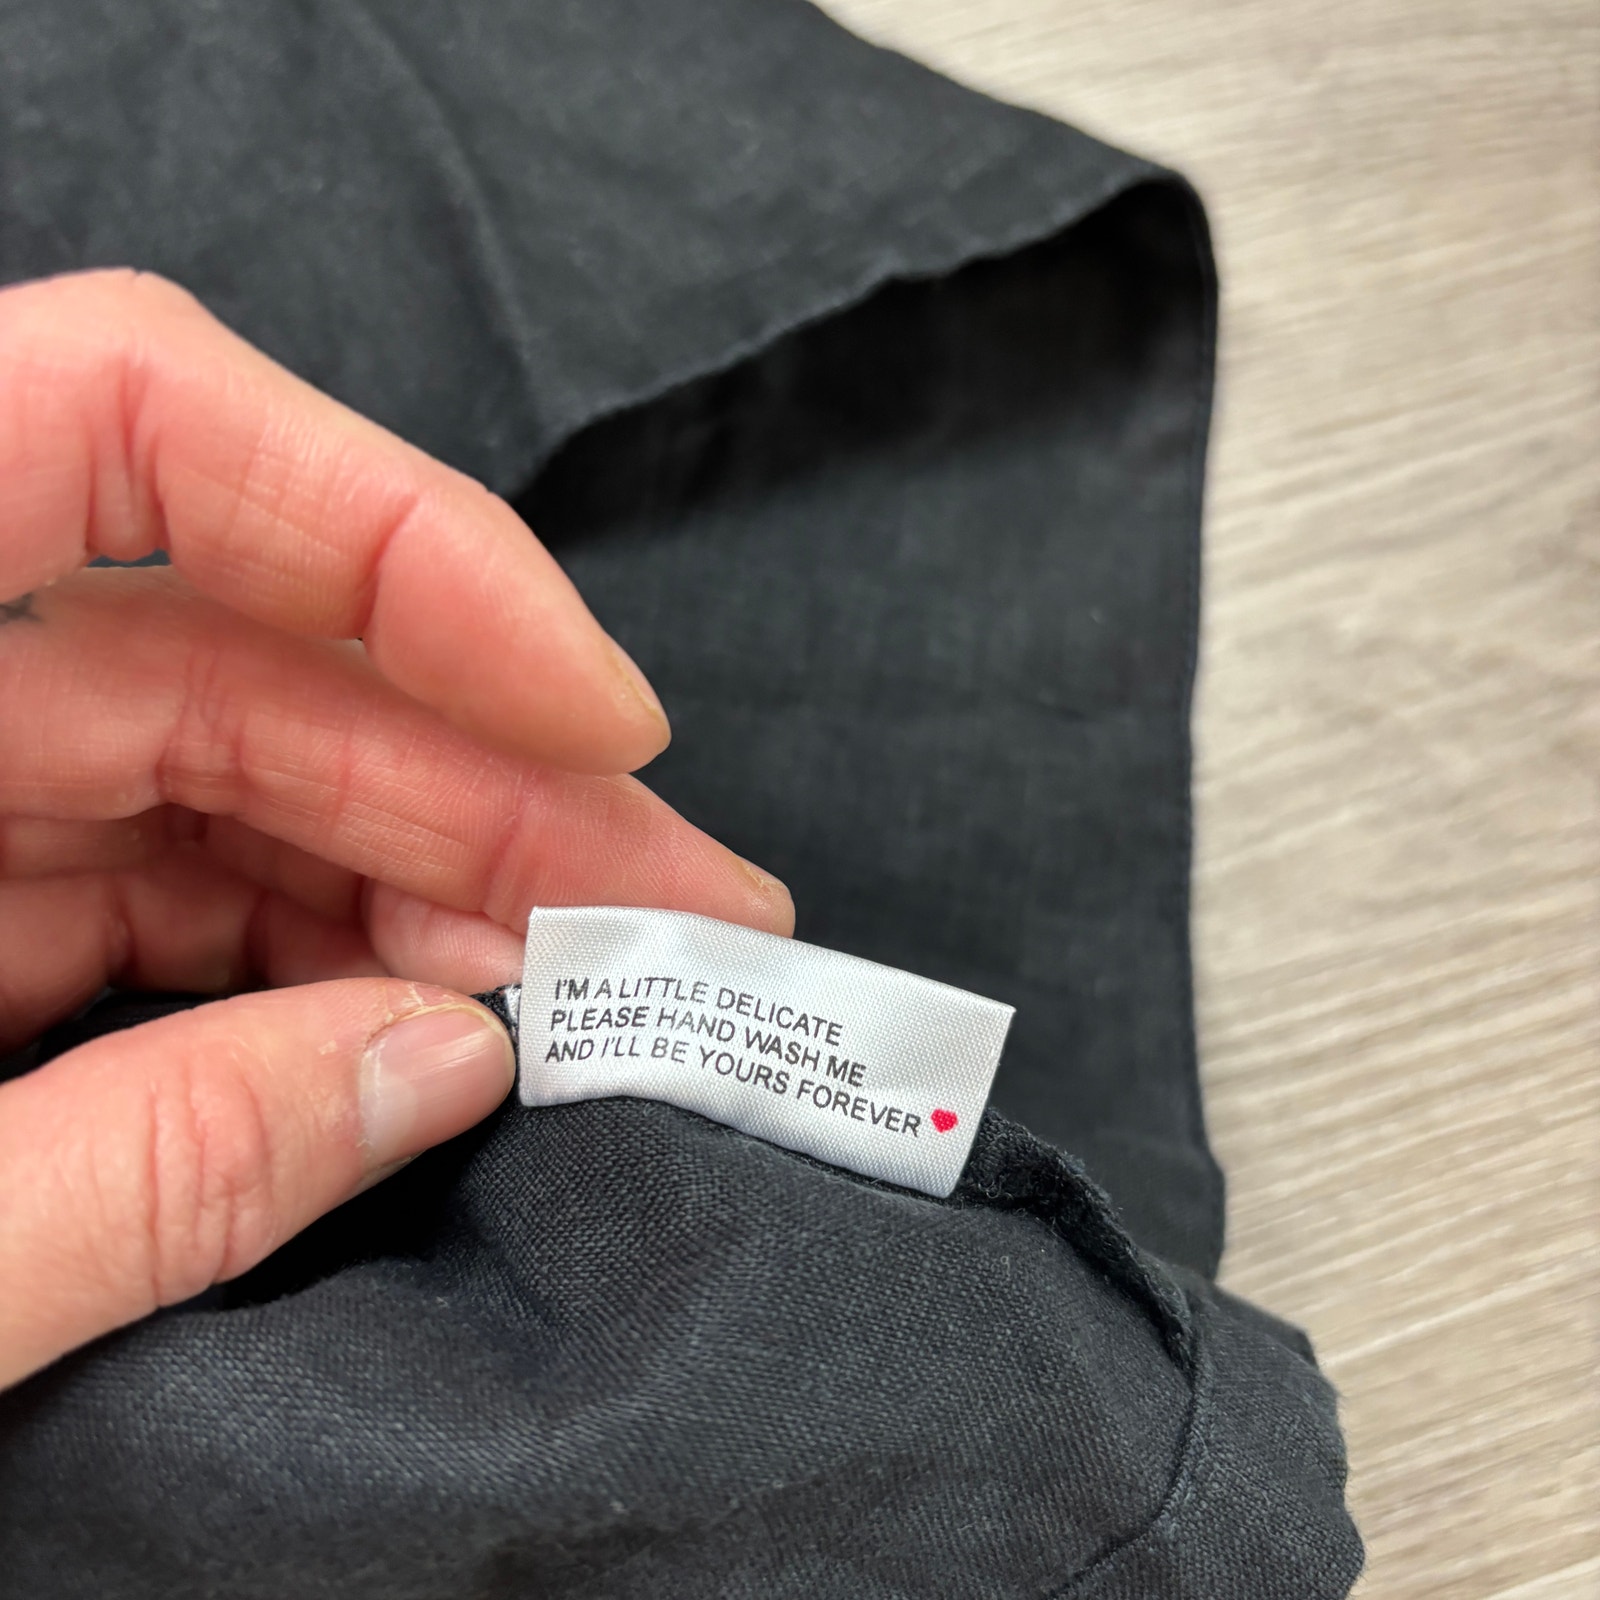 I'M A LITTLE DELICATE
PLEASE HAND WASH ME
AND I'LL BE YOURS FOREVER